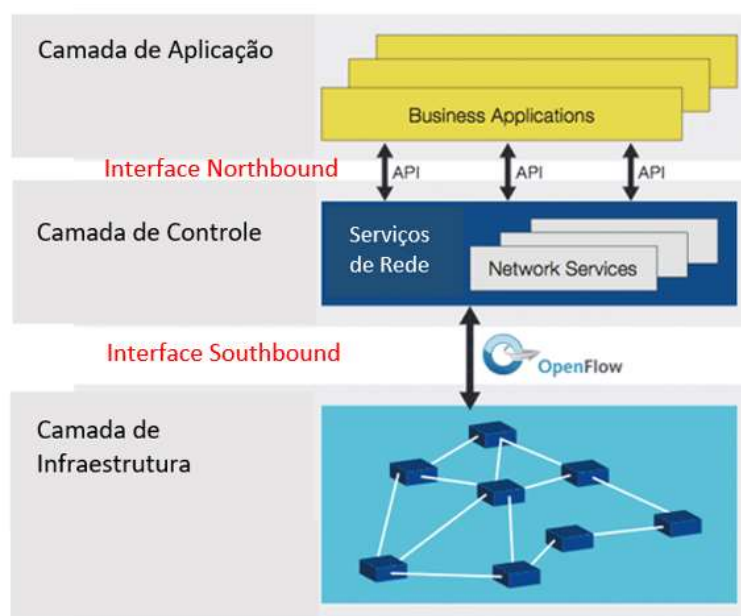 Camada de Aplicação
Business Applications
Interface Northbound
API
API
API
Camada de Controle
Serviços
de Rede
Network Services
Interface Southbound
OpenFlow
Camada de
Infraestrutura